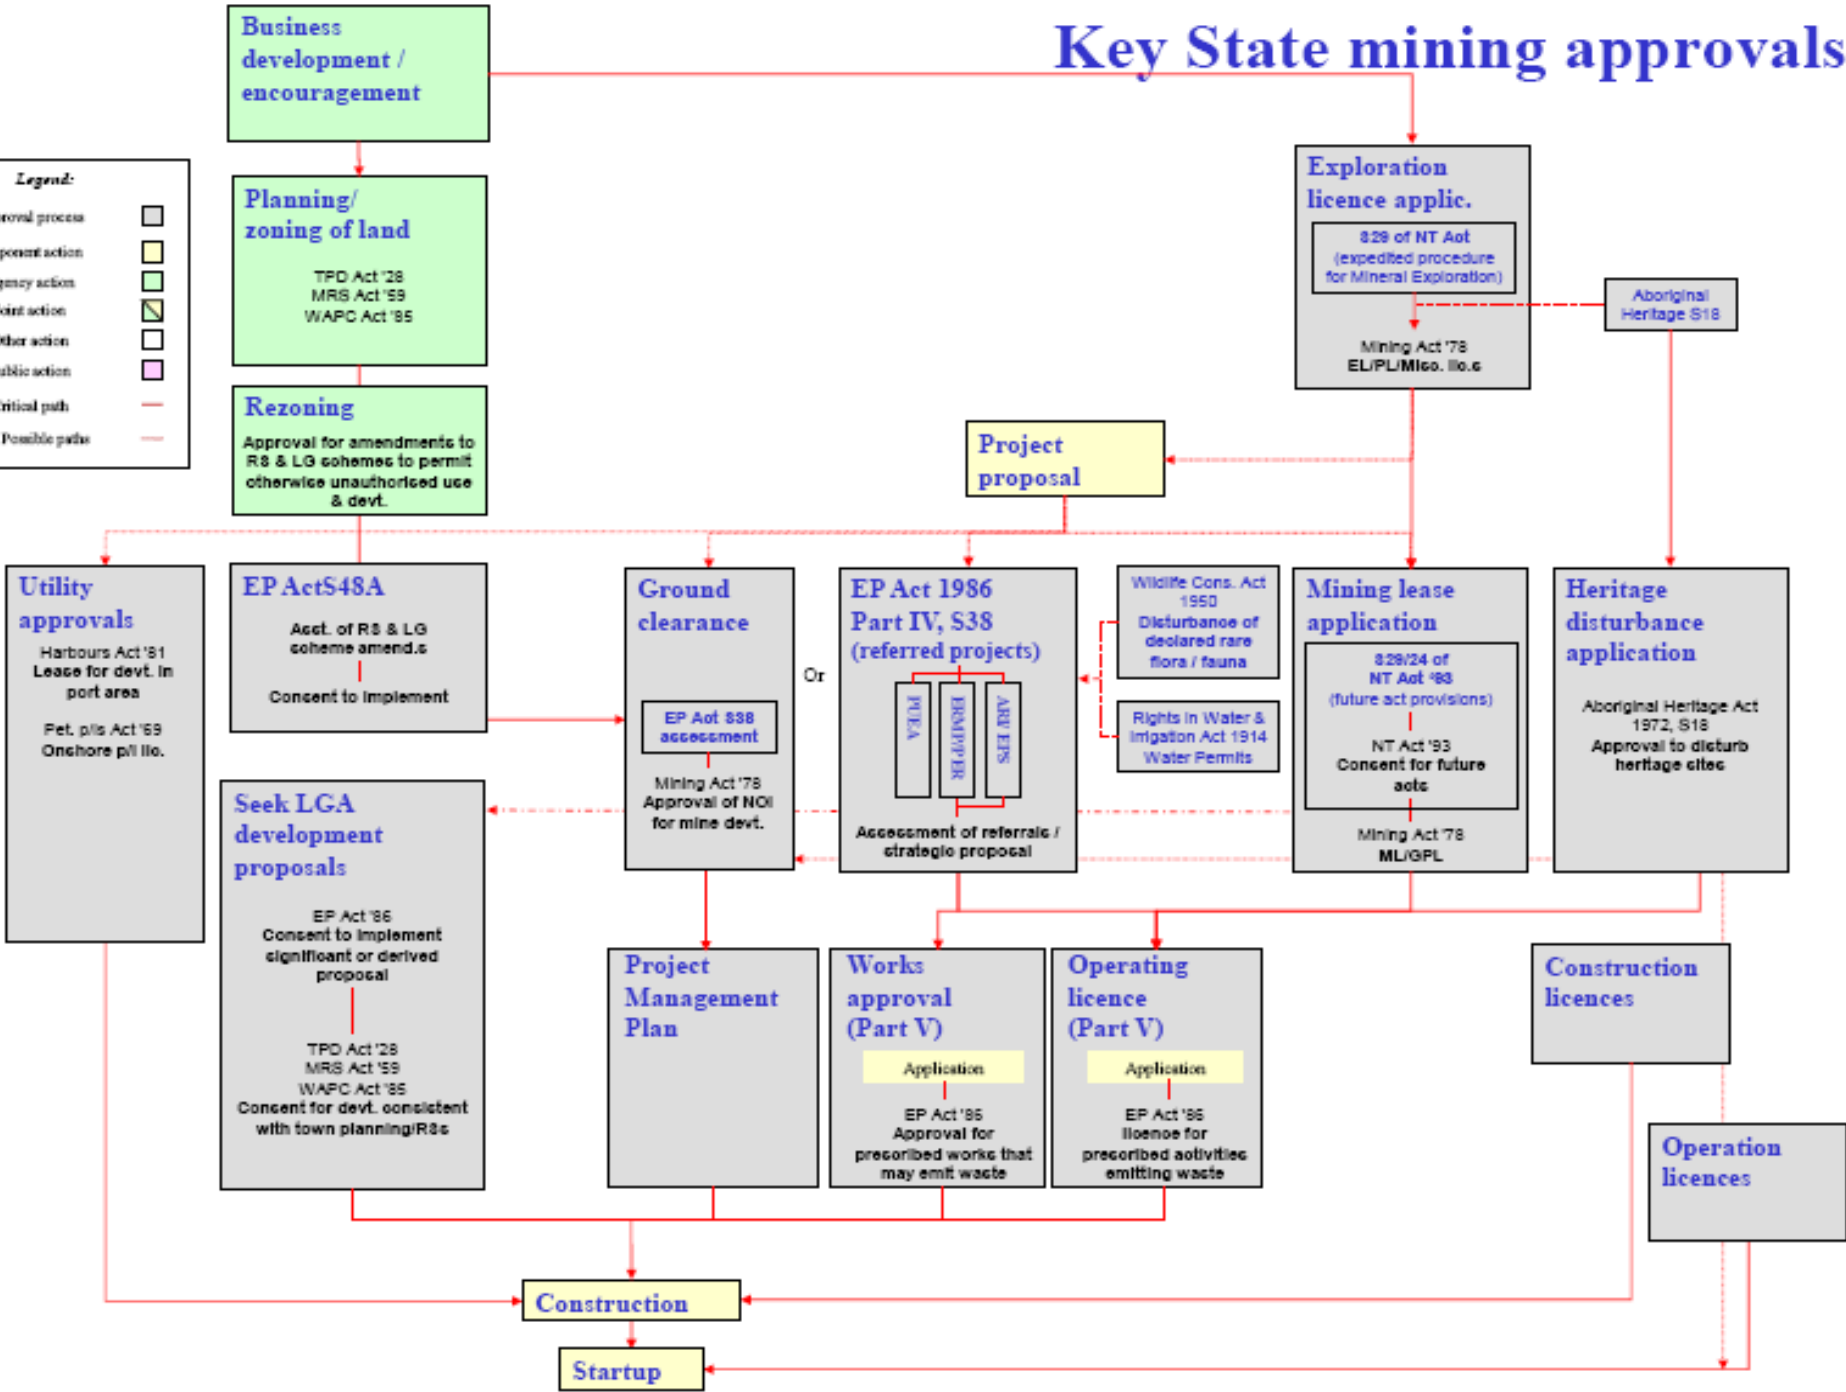 Key State mining approvals
Business
development /
encouragement
Legend:
roval process
ponent action
gency action
oint action
ther action
ublic action
ritical path
Possible paths
Planning/
zoning of land
TPD Act '28
MRS Act '59
WAPC Act '85
Rezoning
Approval for amendments to
RS & LG schemes to permit
otherwise unauthorised use
& devt.
Exploration
licence applic.
S29 of NT Act
(expedited procedure
for Mineral Exploration)
Mining Act '78
EL/PL/Misc. lic.s
Aboriginal
Heritage S18
Project
proposal
Utility
approvals
Harbours Act '81
Lease for devt. in
port area
Pet. p/ls Act '69
Onshore p/l lic.
EP ActS48A
Asst. of RS & LG
scheme amend.s
Consent to implement
Seek LGA
development
proposals
EP Act '86
Consent to implement
significant or derived
proposal
TPD Act '28
MRS Act '59
WAPC Act '85
Consent for devt. consistent
with town planning/RSs
Ground
clearance
EP Act S38
assessment
Mining Act '78
Approval of NOI
for mine devt.
Or
EP Act 1986
Part IV, S38
(referred projects)
PUEA
ERMP/PER
ARI/ EPS
Assessment of referrals /
strategic proposal
Wildlife Cons. Act
1950
Disturbance of
declared rare
flora / fauna
Rights in Water &
Irrigation Act 1914
Water Permits
Mining lease
application
S29/24 of
NT Act '93
(future act provisions)
NT Act '93
Consent for future
acts
Mining Act '78
ML/GPL
Heritage
disturbance
application
Aboriginal Heritage Act
1972, S18
Approval to disturb
heritage sites
Project
Management
Plan
Works
approval
(Part V)
Application
EP Act '86
Approval for
prescribed works that
may emit waste
Operating
licence
(Part V)
Application
EP Act '86
licence for
prescribed activities
emitting waste
Construction
licences
Operation
licences
Construction
Startup